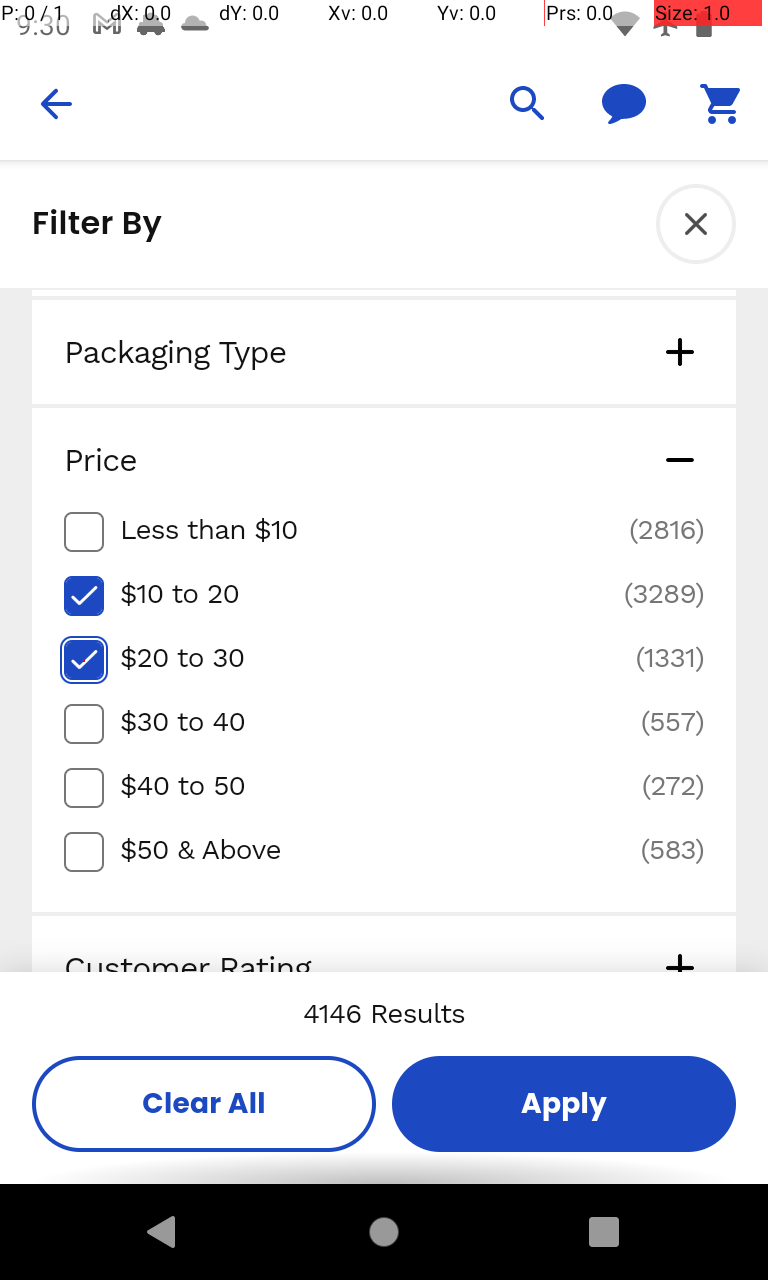 P: 0 / 1 dX: 0.0 dY: 0.0 Xv: 0.0 Yv: 0.0 Prs: 0.0 Size: 1.0
9:30
Filter By
Packaging Type
Price
Less than $10 (2816)
$10 to 20 (3289)
$20 to 30 (1331)
$30 to 40 (557)
$40 to 50 (272)
$50 & Above (583)
Customer Rating
4146 Results
Clear All Apply